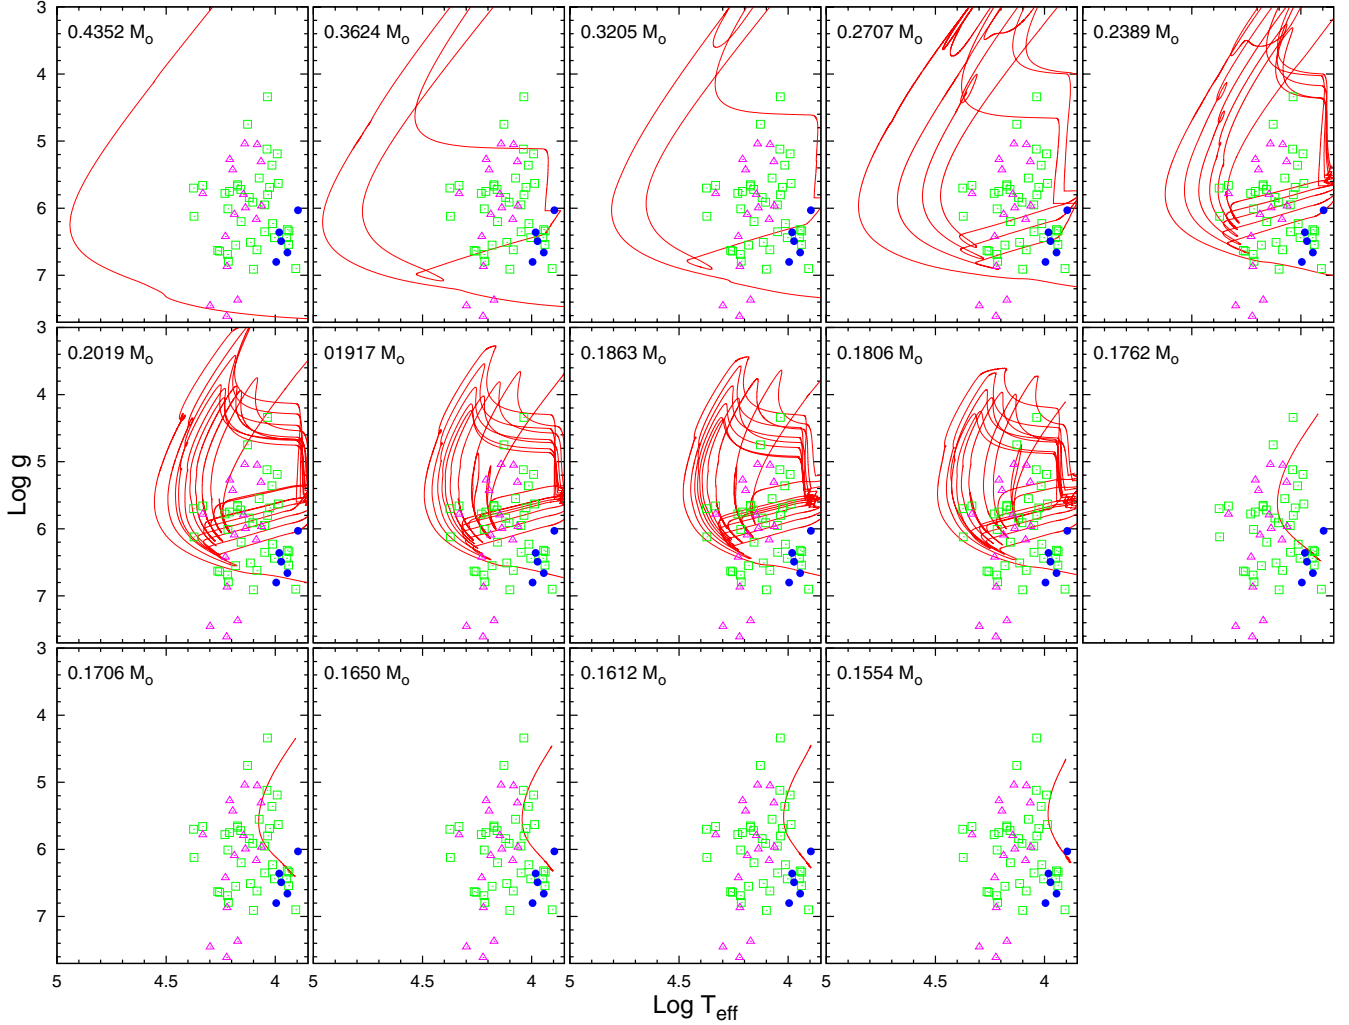 0.4352 Mo
0.3624 Mo
0.3205 Mo
0.2707 Mo
0.2389 Mo
3
4
5
6
7
0.2019 Mo
01917 Mo
0.1863 Mo
0.1806 Mo
0.1762 Mo
3
4
5
6
7
Log g
0.1706 Mo
0.1650 Mo
0.1612 Mo
0.1554 Mo
3
4
5
6
7
5 4.5 4 4.5 4 5 4.5 4 4.5 4
Log Teff